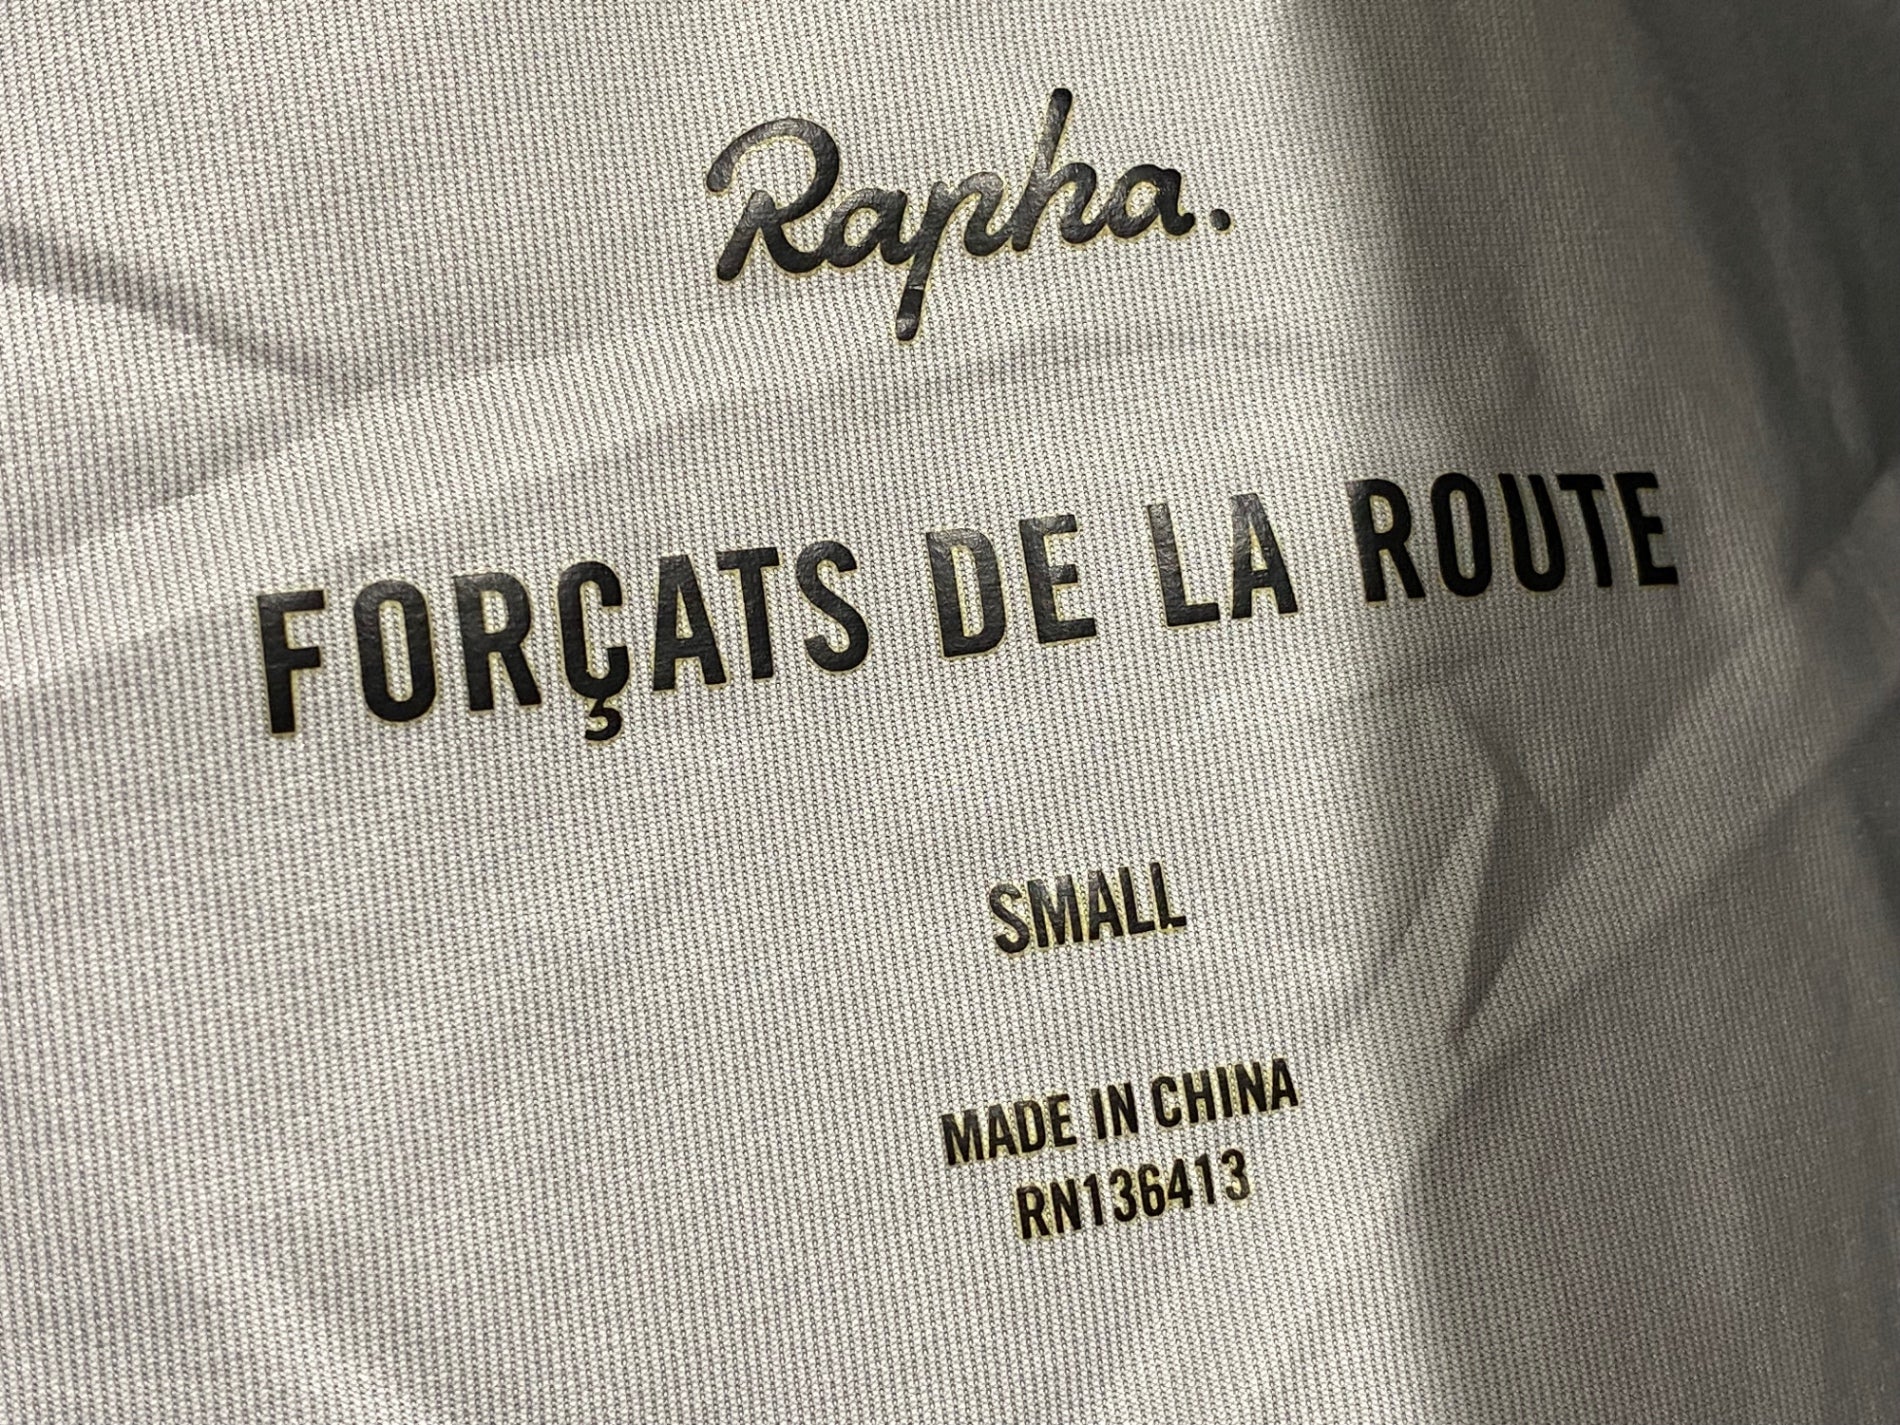 Rapha.
FORÇATS DE LA ROUTE
SMALL
MADE IN CHINA
RN136413